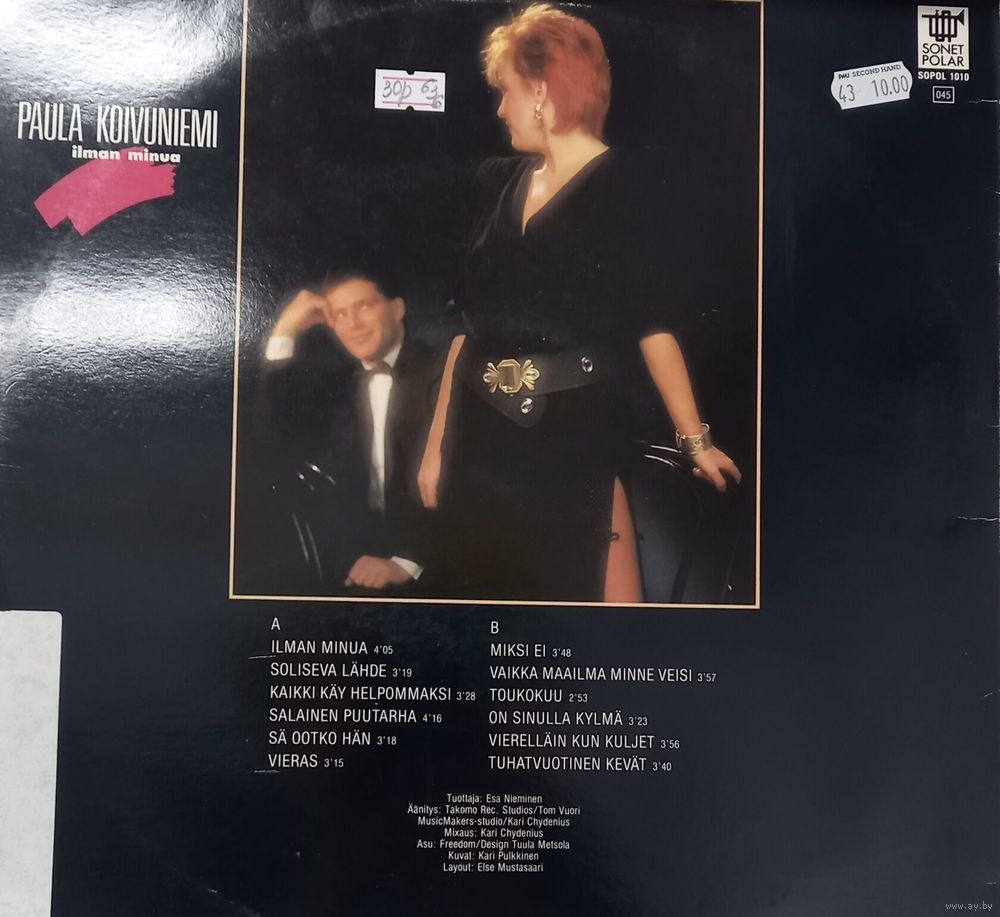 SONET
POLAR
SOPOL 1010
045
SECOND HAND
43 10.00
30p
PAULA KOIVUNIEMI
ilman minua
A
ILMAN MINUA 4'05
SOLISEVA LÄHDE 3'19
KAIKKI KÄY HELPOMMAKSI 3'28
SALAINEN PUUTARHA 4'16
SÄ OOTKO HÄN 3'18
VIERAS 3'15
B
MIKSI EI 3'48
VAIKKA MAAILMA MINNE VEISI 3'57
TOUKOKUU 2'53
ON SINULLA KYLMÄ 3'23
VIERELLÄIN KUN KULJET 3'56
TUHATVUOTINEN KEVÄT 3'40
Tuottaja: Esa Nieminen
Äänitys: Takomo Rec. Studios/Tom Vuori
MusicMakers-studio/Kari Chydenius
Mixaus: Kari Chydenius
Asu: Freedom/Design Tuula Metsola
Kuvat: Kari Pulkkinen
Layout: Else Mustasaari
www.ay.by